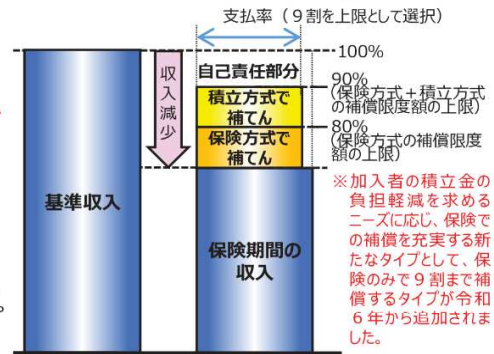 支払率（９割を上限として選択）
100%
収入減少
自己責任部分
90%
(保険方式＋積立方式
の補償限度額の上限)
積立方式で
補てん
80%
(保険方式の補償限度
額の上限)
保険方式で
補てん
基準収入
保険期間の
収入
※加入者の積立金の
負担軽減を求める
ニーズに応じ、保険で
の補償を充実する新
たなタイプとして、保
険のみで９割まで補
償するタイプが令和
６年から追加されま
した。
。